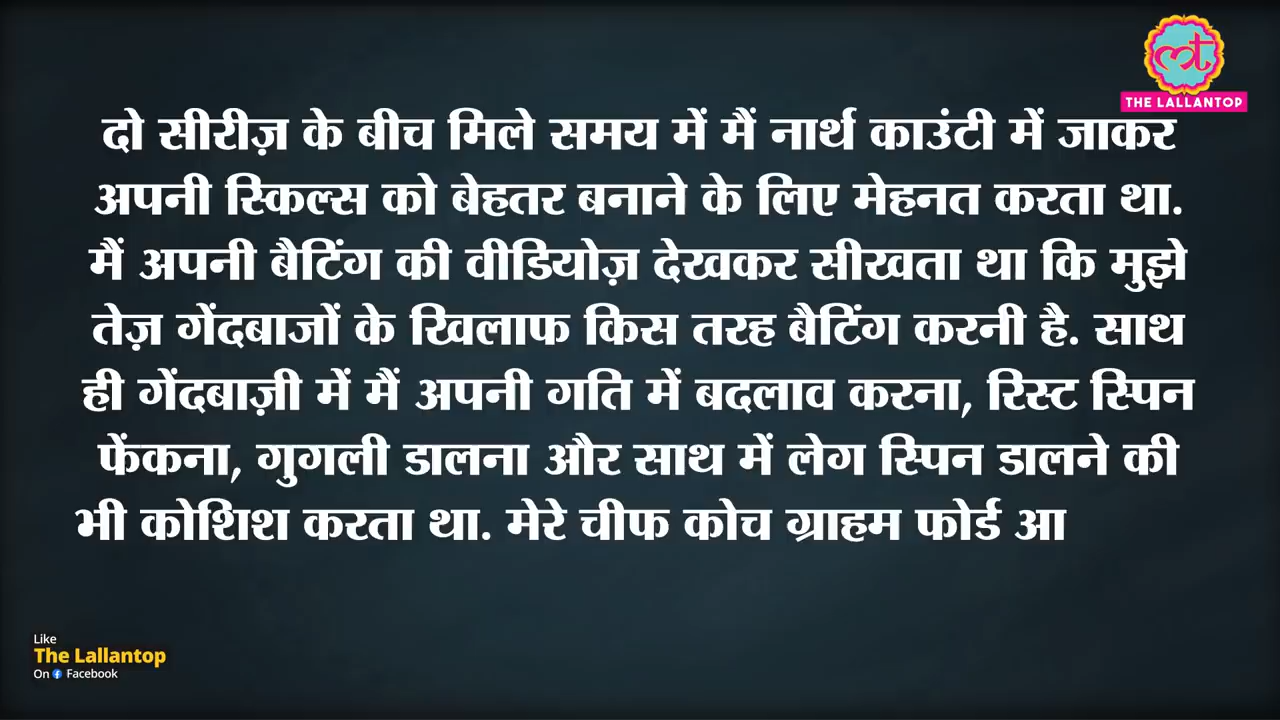 THE LALLANTOP
दो सीरीज़ के बीच मिले समय में मैं नार्थ काउंटी में जाकर
अपनी स्किल्स को बेहतर बनाने के लिए मेहनत करता था.
मैं अपनी बैटिंग की वीडियोज़ देखकर सीखता था कि मुझे
तेज़ गेंदबाजों के खिलाफ किस तरह बैटिंग करनी है. साथ
ही गेंदबाज़ी में मैं अपनी गति में बदलाव करना, रिस्ट स्पिन
फेंकना, गुगली डालना और साथ में लेग स्पिन डालने की
भी कोशिश करता था. मेरे चीफ कोच ग्राहम फोर्ड आ
Like
The Lallantop
On Facebook